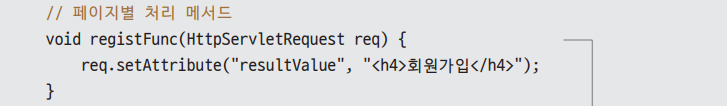 // 페이지별 처리 메서드
void registFunc(HttpServletRequest req) {
    req.setAttribute("resultValue", "<h4>회원가입</h4>");
}